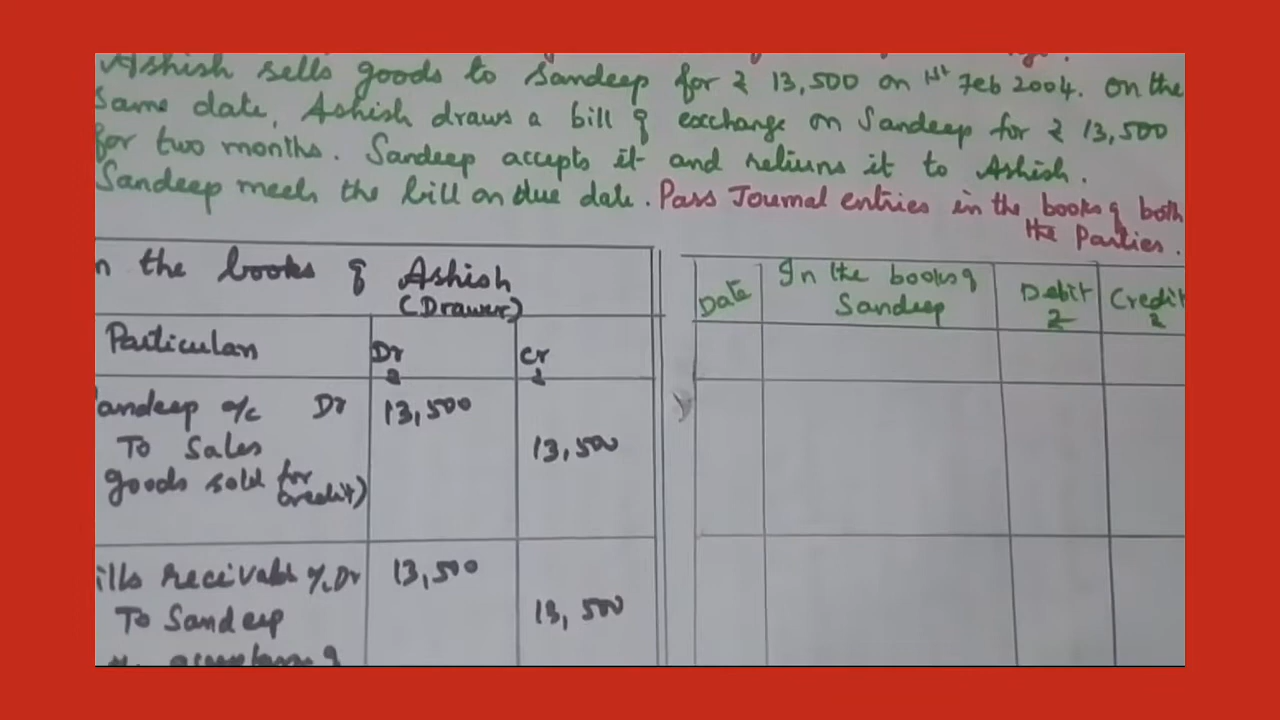 Ashish sells goods to Sandeep for ₹ 13,500 on 1st Feb 2004. On the
Same date, Ashish draws a bill of exchange on Sandeep for ₹ 13,500
for two months. Sandeep accepts it and returns it to Ashish.
Sandeep meets the bill on due date. Pass Journal entries in the books of both
the Parties.
n the books of Ashish
(Drawer)
Particulars Dr ₹ Cr ₹
andeep a/c Dr 13,500
To Sales 13,500
goods sold for
credit)
ills receivable a/c Dr 13,500
To Sandeep 13,500
Date In the books of Sandeep Debit ₹ Credit ₹